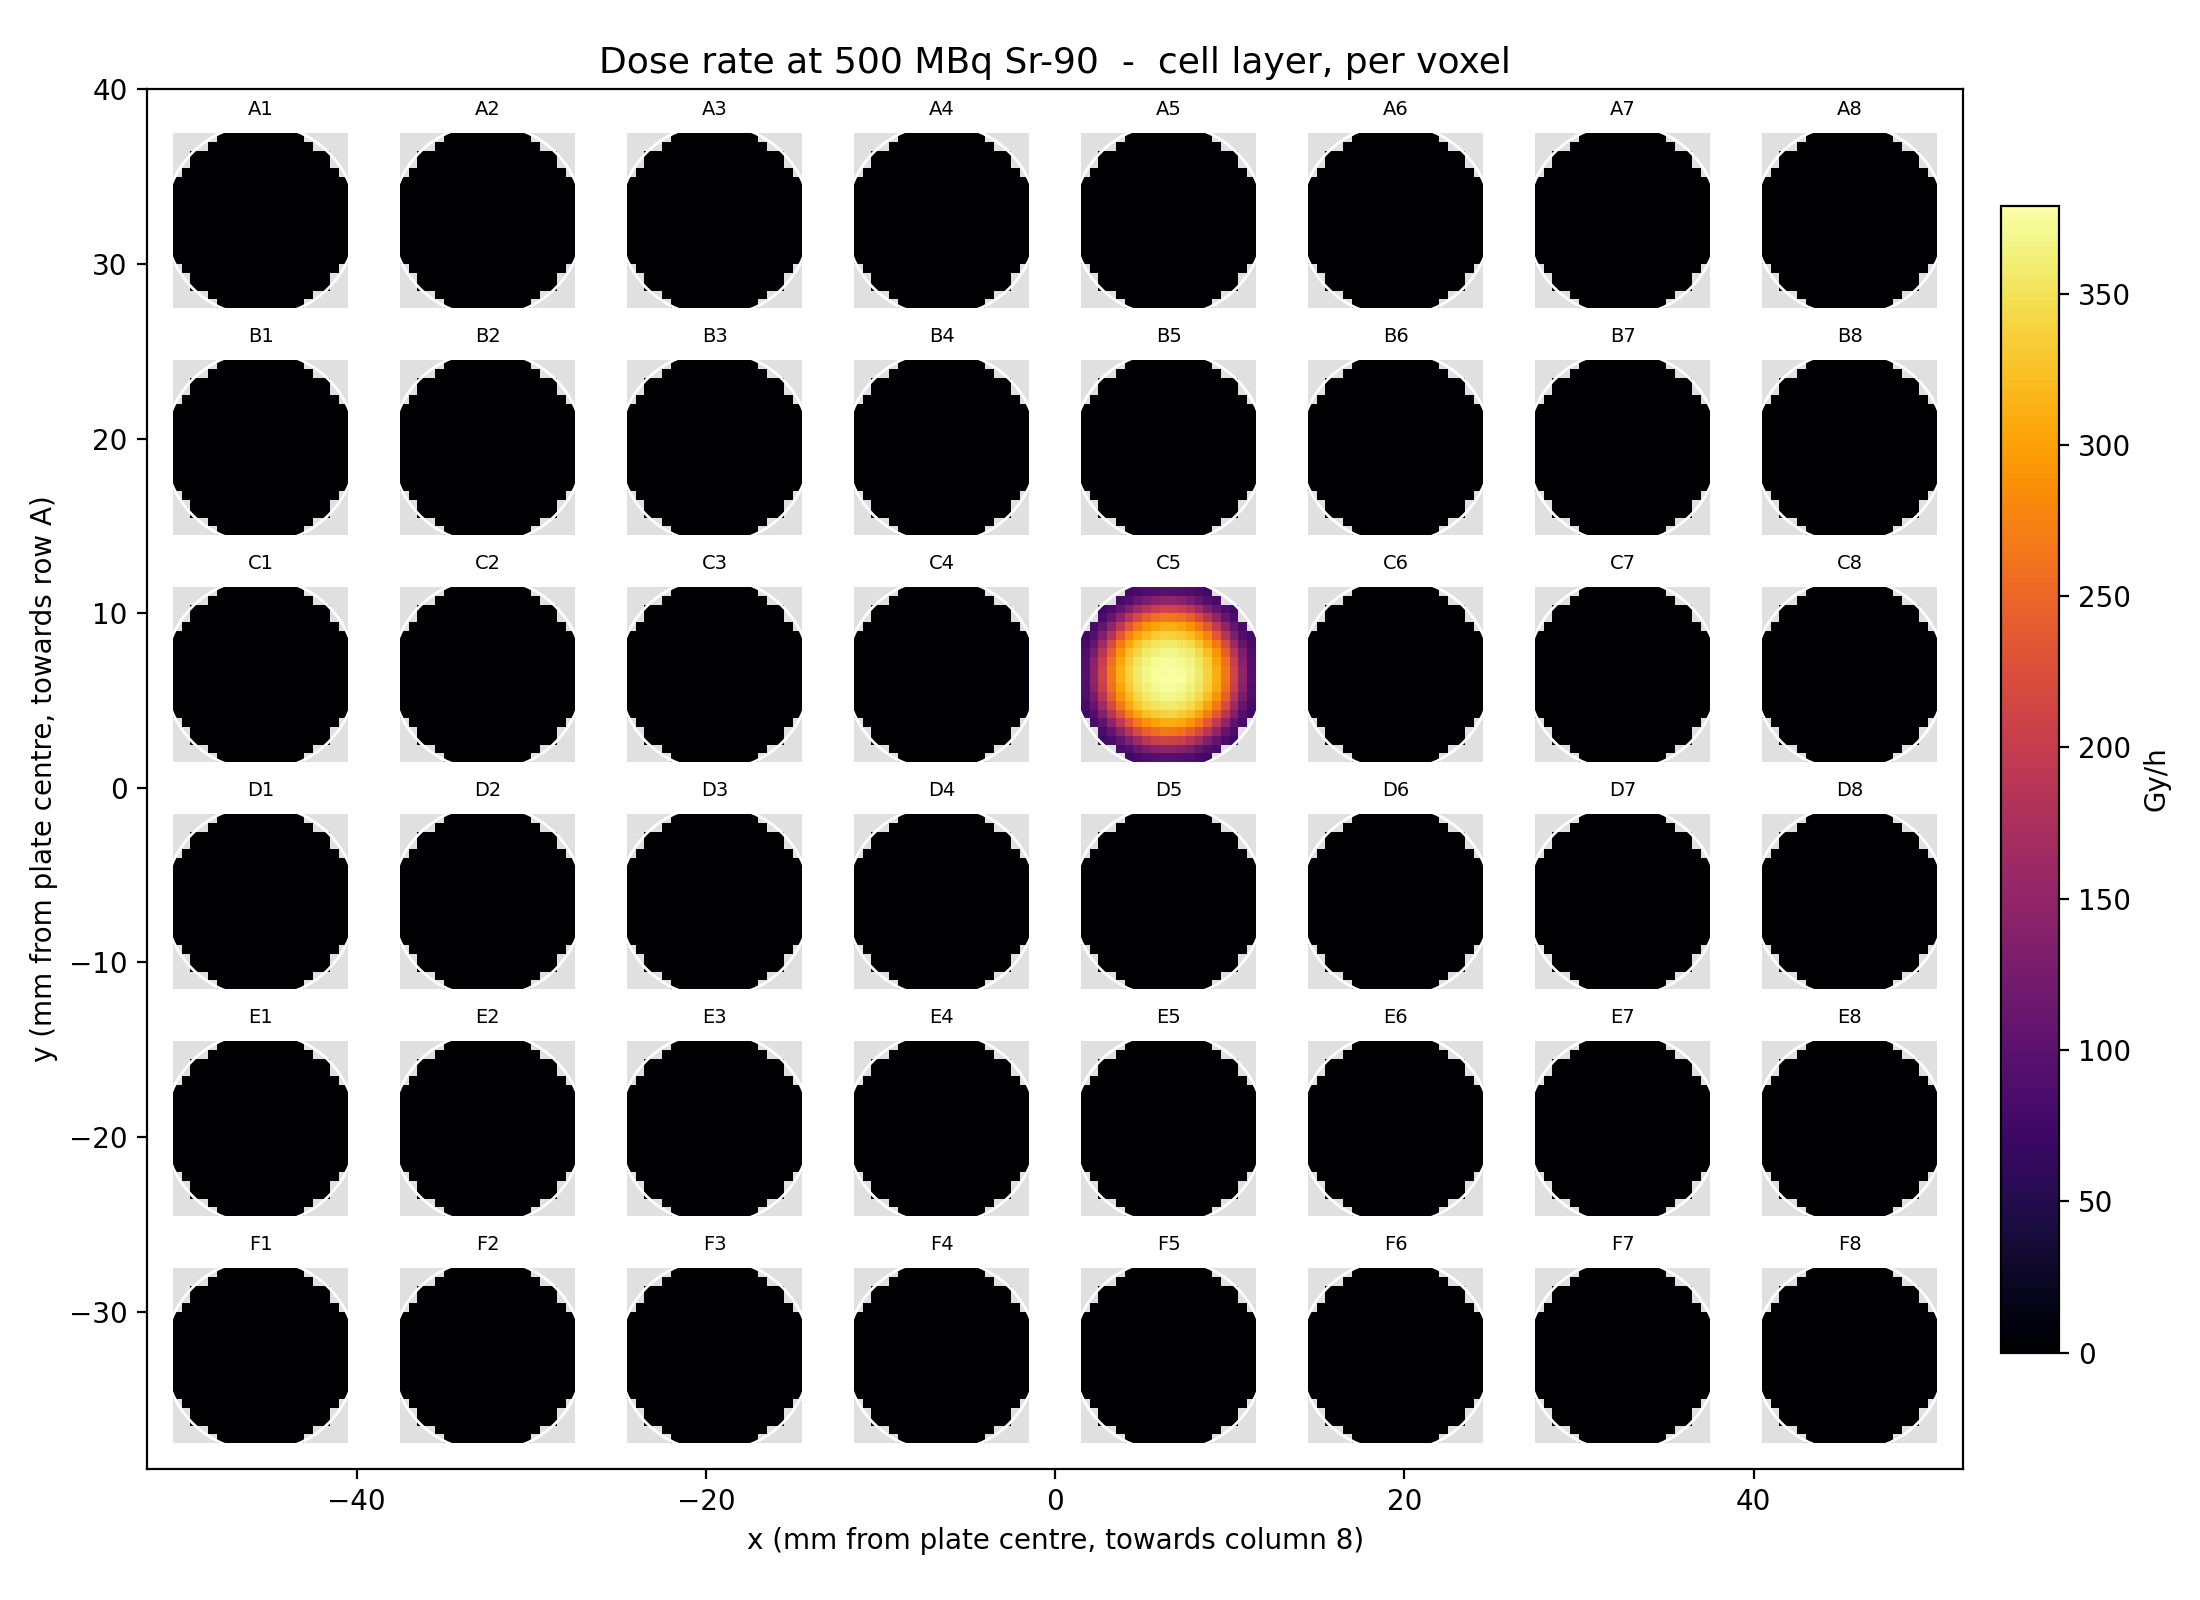 Dose rate at 500 MBq Sr-90  -  cell layer, per voxel
40
A1 A2 A3 A4 A5 A6 A7 A8
30
B1 B2 B3 B4 B5 B6 B7 B8
20
C1 C2 C3 C4 C5 C6 C7 C8
10
D1 D2 D3 D4 D5 D6 D7 D8
0
−10
E1 E2 E3 E4 E5 E6 E7 E8
−20
F1 F2 F3 F4 F5 F6 F7 F8
−30
y (mm from plate centre, towards row A)
−40 −20 0 20 40
x (mm from plate centre, towards column 8)
350
300
250
200
150
100
50
0
Gy/h